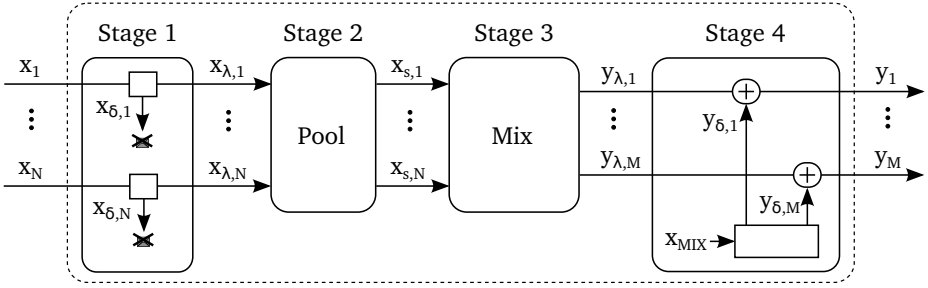 Stage 1 Stage 2 Stage 3 Stage 4
x1 xλ,1 xs,1 yλ,1 y1
xδ,1 yδ,1
Pool Mix
xN xλ,N xs,N yλ,M yM
xδ,N yδ,M
xMIX